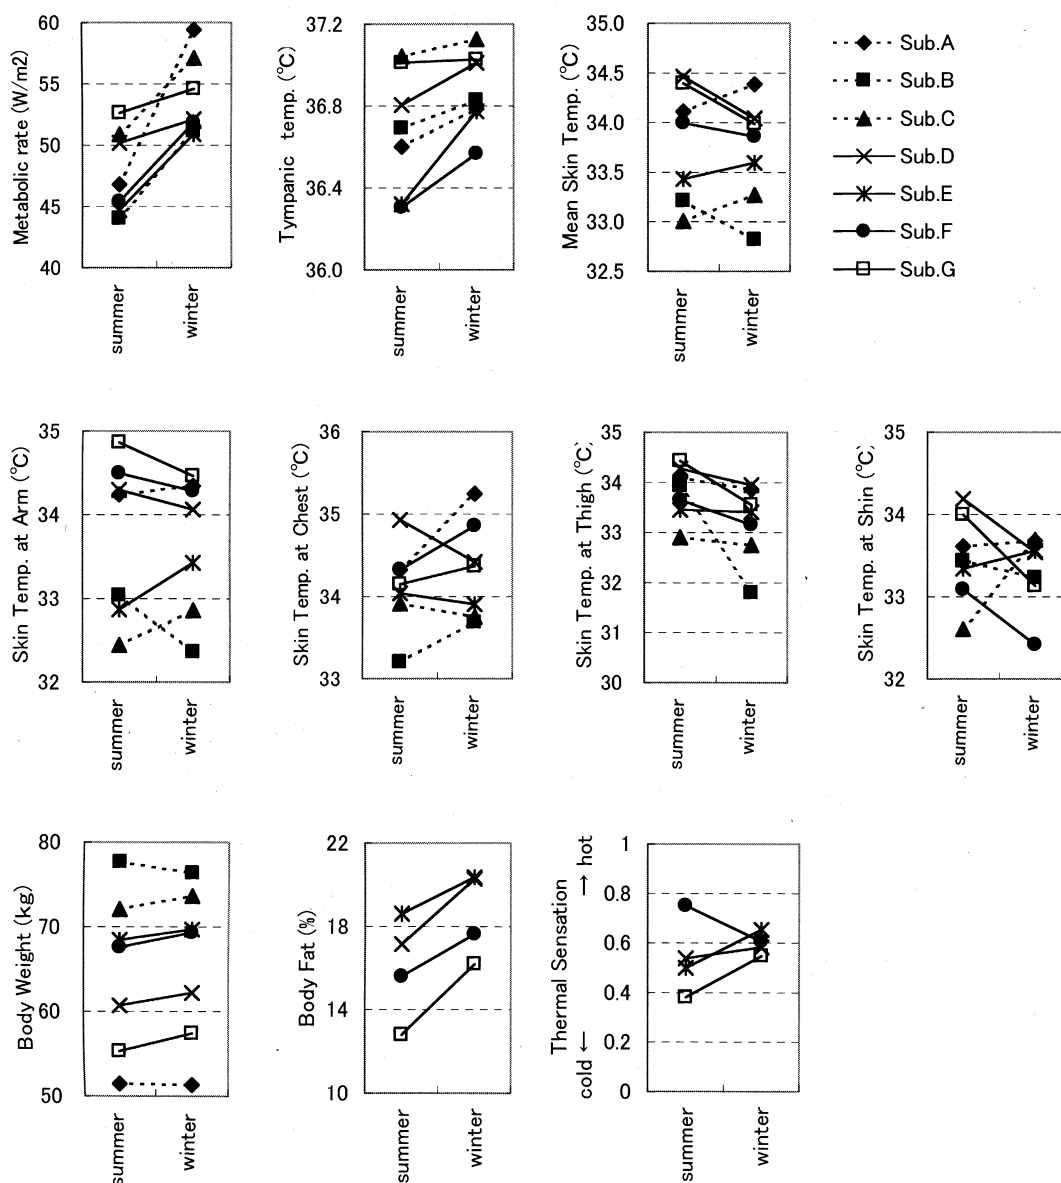 Metabolic rate (W/m2)
60
55
50
45
40
summer
winter
Tympanic temp. (℃)
37.2
36.8
36.4
36.0
summer
winter
Mean Skin Temp. (℃)
35.0
34.5
34.0
33.5
33.0
32.5
summer
winter
Sub.A
Sub.B
Sub.C
Sub.D
Sub.E
Sub.F
Sub.G
Skin Temp. at Arm (℃)
35
34
33
32
summer
winter
Skin Temp. at Chest (℃)
36
35
34
33
summer
winter
Skin Temp. at Thigh (℃)
35
34
33
32
31
30
summer
winter
Skin Temp. at Shin (℃)
35
34
33
32
summer
winter
Body Weight (kg)
80
70
60
50
summer
winter
Body Fat (%)
22
18
14
10
summer
winter
Thermal Sensation
cold ← → hot
1
0.8
0.6
0.4
0.2
0
summer
winter